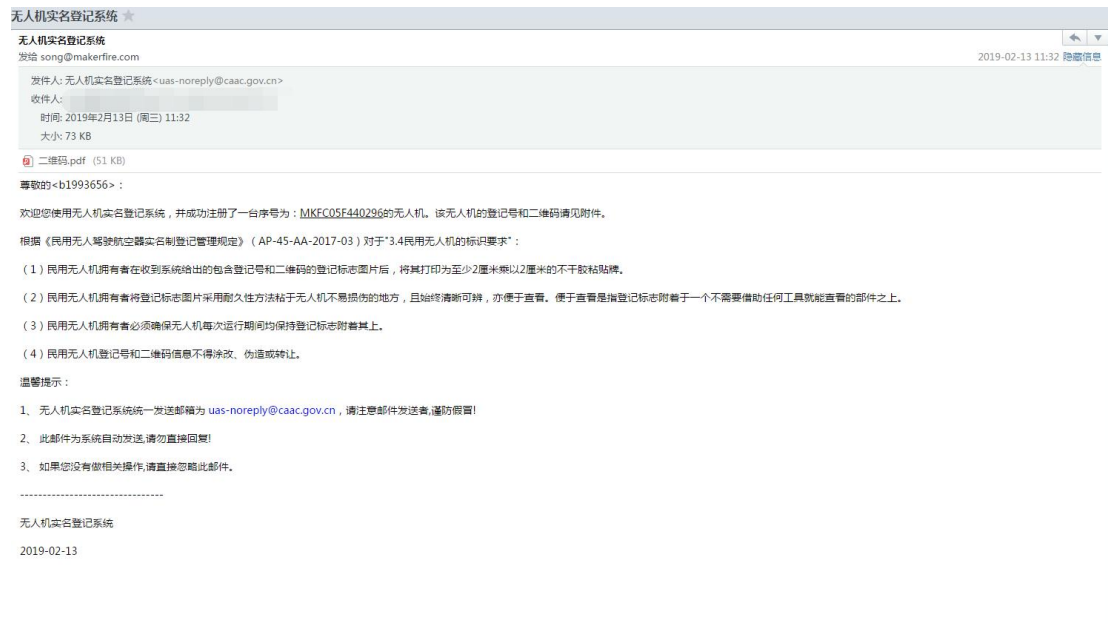 无人机实名登记系统
无人机实名登记系统
发给 song@makerfire.com
2019-02-13 11:32 隐藏信息
发件人: 无人机实名登记系统<uas-noreply@caac.gov.cn>
收件人:
时间: 2019年2月13日 (周三) 11:32
大小: 73 KB
二维码.pdf (51 KB)
尊敬的<b1993656>：
欢迎您使用无人机实名登记系统，并成功注册了一台序号为：MKFC05F440296的无人机。该无人机的登记号和二维码请见附件。
根据《民用无人驾驶航空器实名制登记管理规定》（AP-45-AA-2017-03）对于"3.4民用无人机的标识要求"：
（1）民用无人机拥有者在收到系统给出的包含登记号和二维码的登记标志图片后，将其打印为至少2厘米乘以2厘米的不干胶粘贴牌。
（2）民用无人机拥有者将登记标志图片采用耐久性方法粘于无人机不易损伤的地方，且始终清晰可辨，亦便于查看。便于查看是指登记标志附着于一个不需要借助任何工具就能查看的部件之上。
（3）民用无人机拥有者必须确保无人机每次运行期间均保持登记标志附着其上。
（4）民用无人机登记号和二维码信息不得涂改、伪造或转让。
温馨提示：
1、 无人机实名登记系统统一发送邮箱为 uas-noreply@caac.gov.cn，请注意邮件发送者,谨防假冒!
2、 此邮件为系统自动发送,请勿直接回复!
3、 如果您没有做相关操作,请直接忽略此邮件。
--------------------------------
无人机实名登记系统
2019-02-13